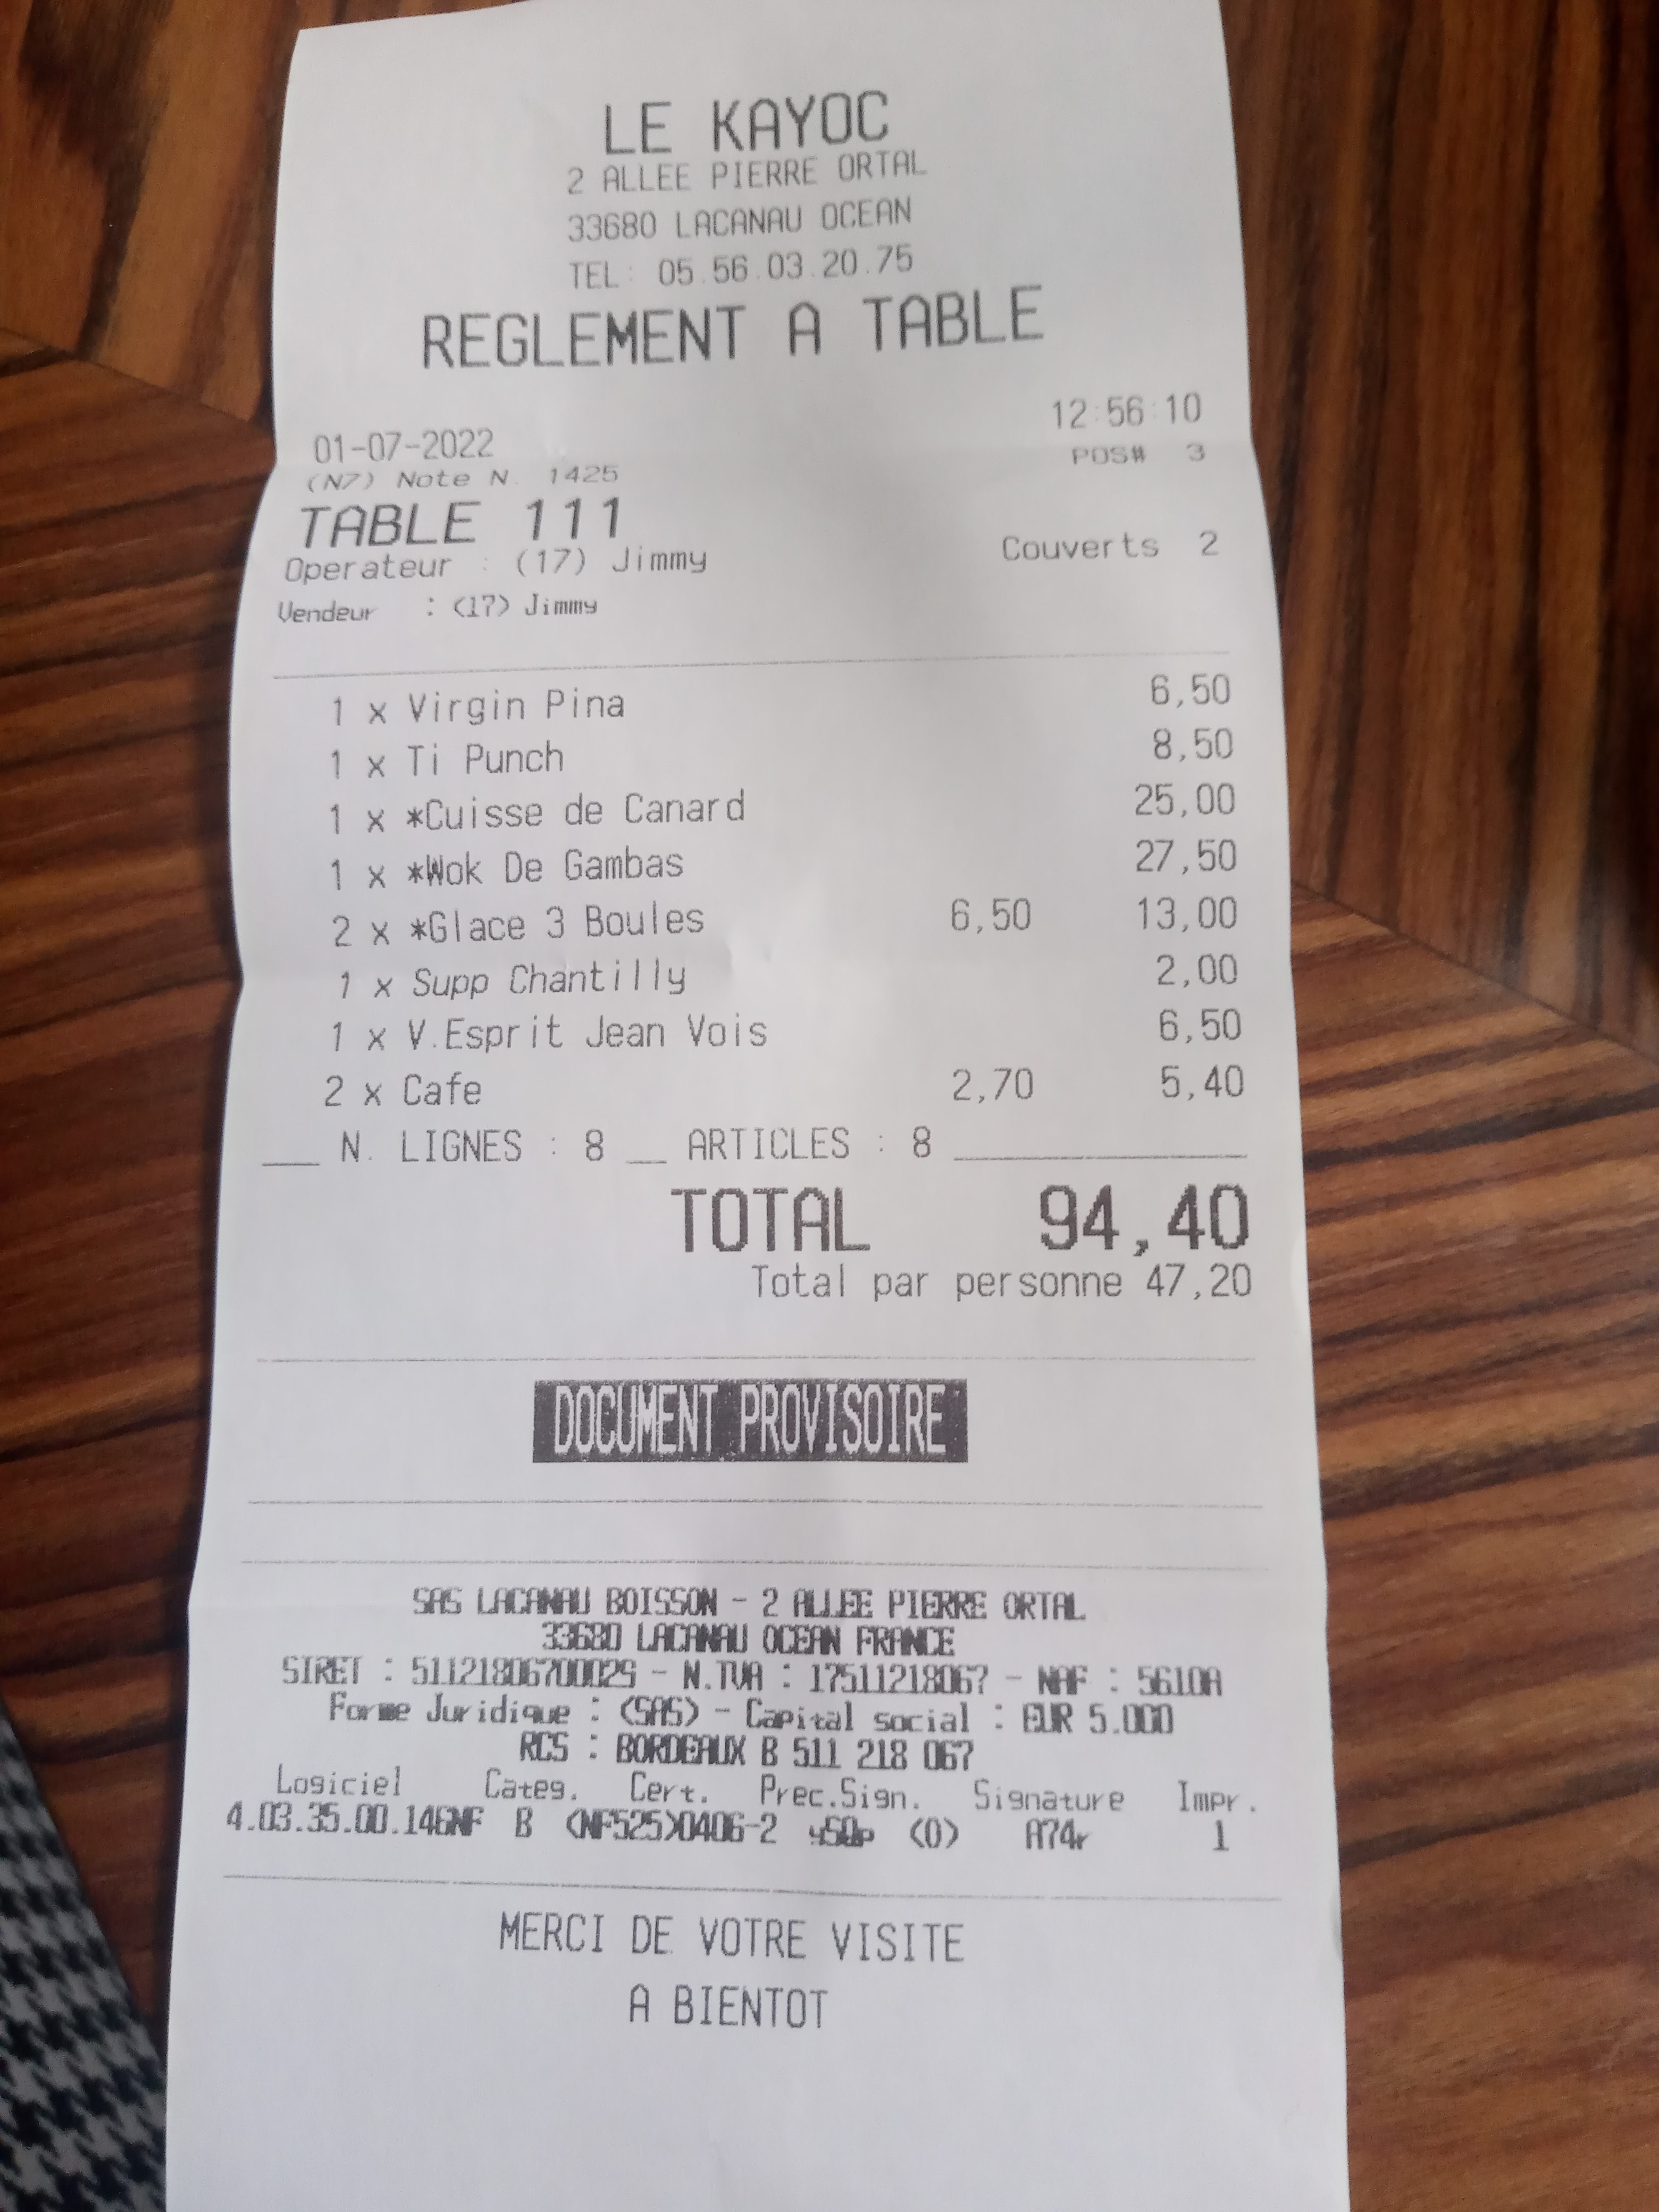 LE KAYOC
2 ALLEE PIERRE ORTAL
33680 LACANAU OCEAN
TEL: 05.56.03.20.75
REGLEMENT A TABLE
12:56:10
01-07-2022
POS# 3
(N7) Note N. 1425
TABLE 111
Couverts 2
Operateur : (17) Jimmy
Vendeur : (17) Jimmy
1 x Virgin Pina 6,50
1 x Ti Punch 8,50
1 x *Cuisse de Canard 25,00
1 x *Wok De Gambas 27,50
2 x *Glace 3 Boules 6,50 13,00
1 x Supp Chantilly 2,00
1 x V.Esprit Jean Vois 6,50
2 x Cafe 2,70 5,40
N. LIGNES : 8 ARTICLES : 8
TOTAL 94,40
Total par personne 47,20
DOCUMENT PROVISOIRE
SAS LACANAU BOISSON - 2 ALLEE PIERRE ORTAL
33680 LACANAU OCEAN FRANCE
SIRET : 51121806700029 - N.TVA : 17511218067 - NAF : 5610A
Forme Juridique : (SAS) - Capital social : EUR 5.000
RCS : BORDEAUX B 511 218 067
Logiciel Categ. Cert. Prec.Sign. Signature Impr.
4.03.35.00.146NF B (NF525)0406-2 (0) A74r 1
MERCI DE VOTRE VISITE
A BIENTOT